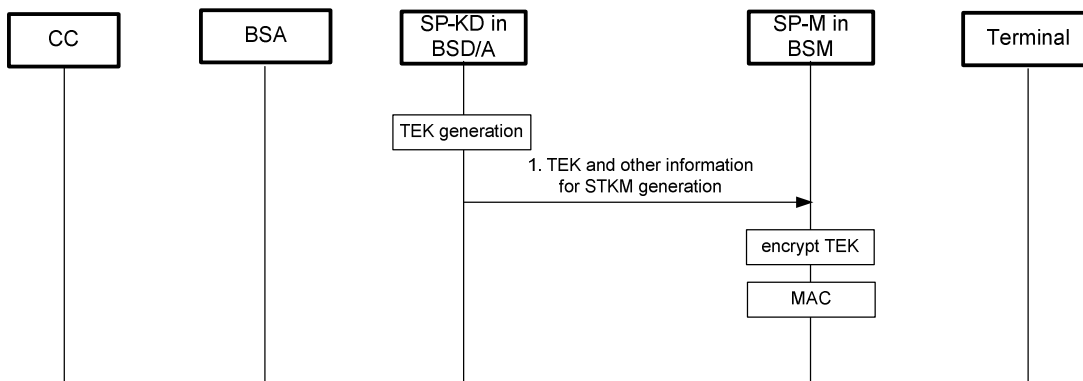 CC
BSA
SP-KD in
BSD/A
SP-M in
BSM
Terminal
TEK generation
1. TEK and other information
for STKM generation
encrypt TEK
MAC